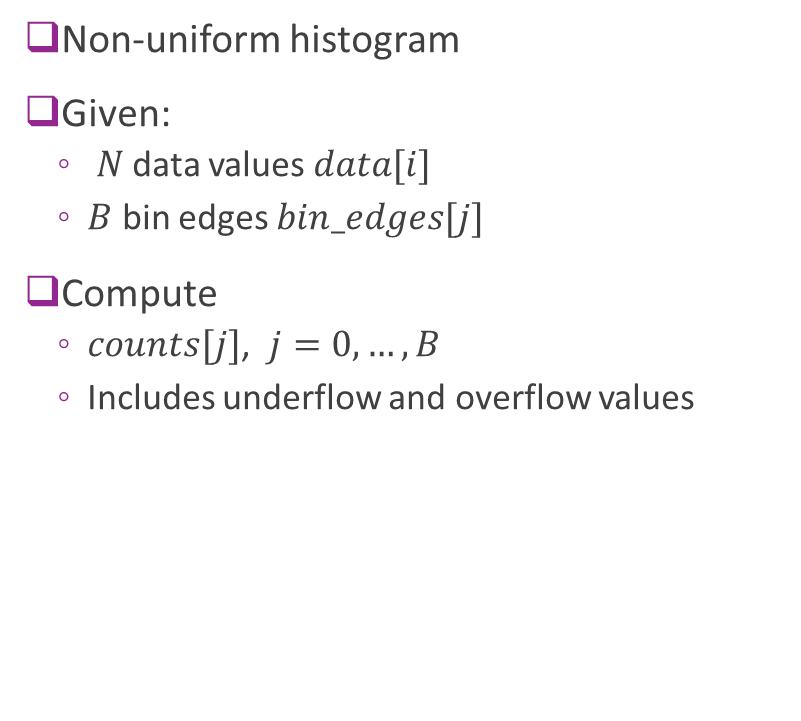 ❑Non-uniform histogram
❑Given:
◦ N data values data[i]
◦ B bin edges bin_edges[j]
❑Compute
◦ counts[j], j = 0, … , B
◦ Includes underflow and overflow values